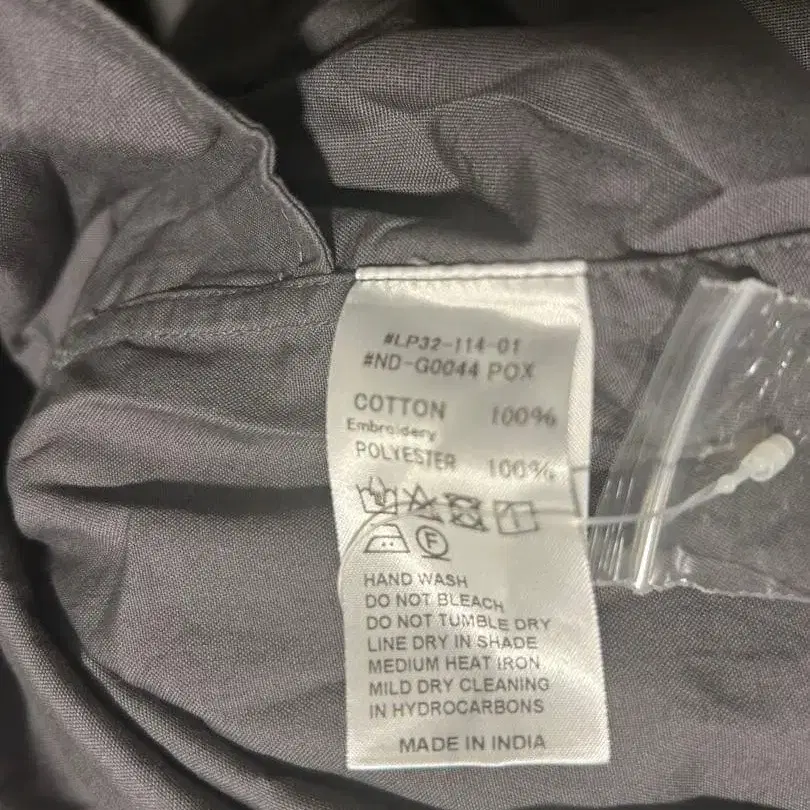 #LP32-114-01
#ND-G0044 POX
COTTON 100%
Embroidery
POLYESTER 100%
F
HAND WASH
DO NOT BLEACH
DO NOT TUMBLE DRY
LINE DRY IN SHADE
MEDIUM HEAT IRON
MILD DRY CLEANING
IN HYDROCARBONS
MADE IN INDIA